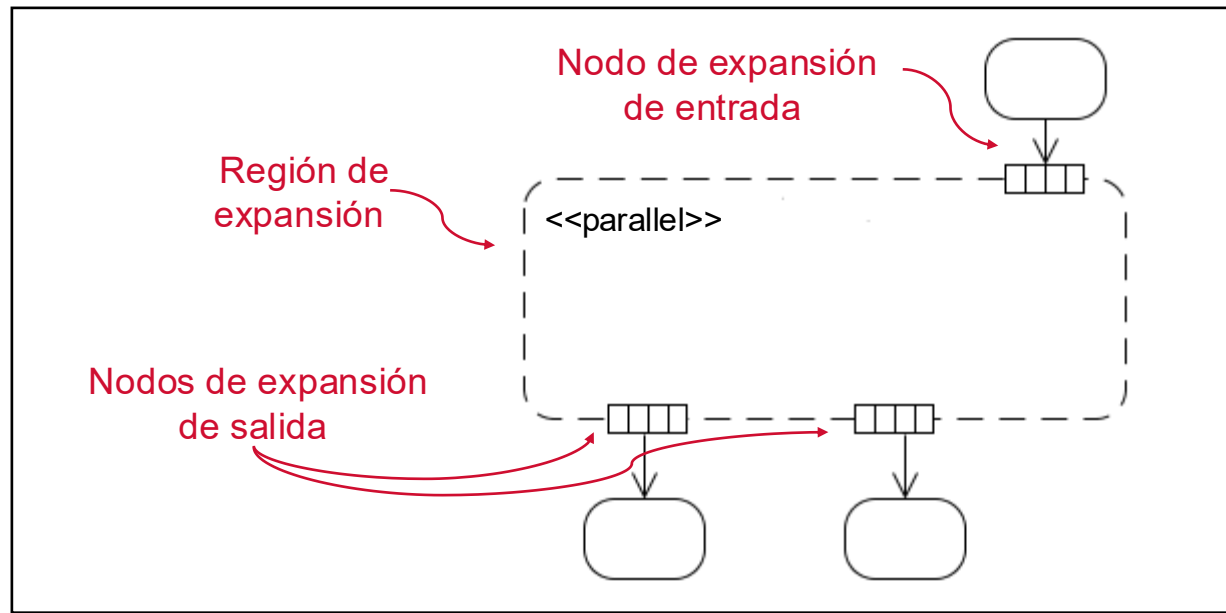 Nodo de expansión
de entrada
Región de
expansión
<<parallel>>
Nodos de expansión
de salida